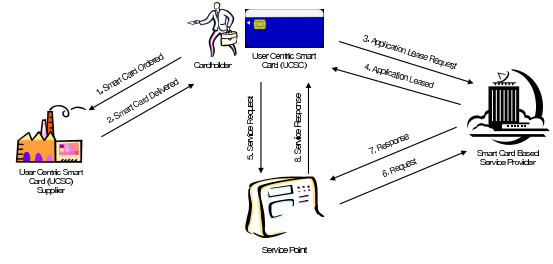 Cardholder
User Centric Smart
Card (UCSC)
1. Smart Card Ordered
2. Smart Card Delivered
3. Application Lease Request
4. Application Leased
5. Service Request
8. Service Response
7. Response
6. Request
User Centric Smart
Card (UCSC)
Supplier
Smart Card Based
Service Provider
Service Point